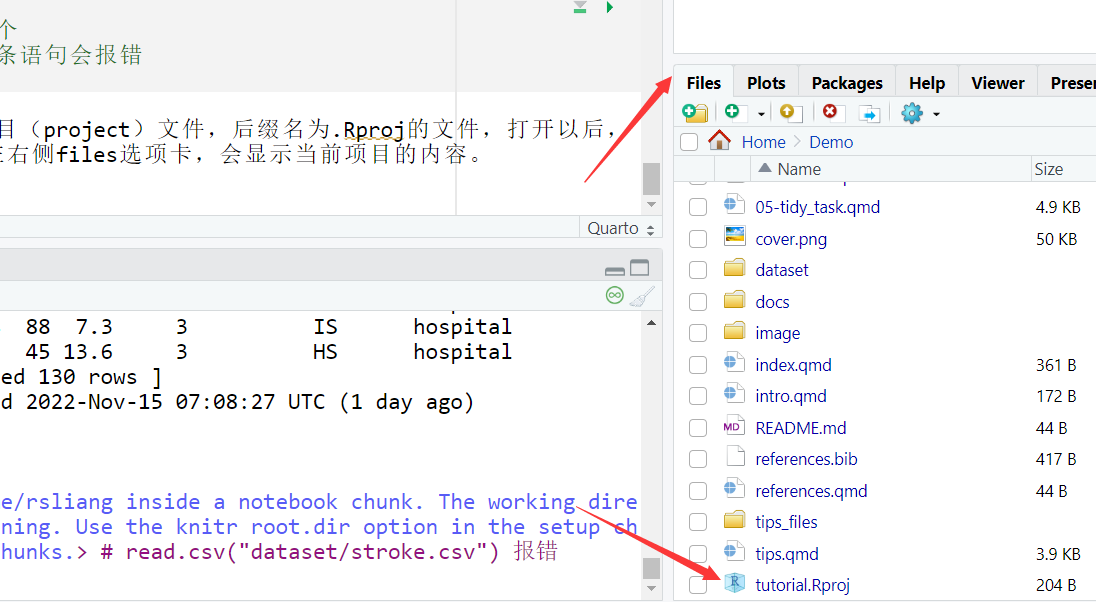 个
条语句会报错
目（project）文件，后缀名为.Rproj的文件，打开以后，
右侧files选项卡，会显示当前项目的内容。
Quarto
88 7.3 3 IS hospital
45 13.6 3 HS hospital
ed 130 rows ]
d 2022-Nov-15 07:08:27 UTC (1 day ago)
e/rsliang inside a notebook chunk. The working dire
ning. Use the knitr root.dir option in the setup ch
hunks.> # read.csv("dataset/stroke.csv") 报错
Files Plots Packages Help Viewer Presen
Home Demo
Name Size
05-tidy_task.qmd 4.9 KB
cover.png 50 KB
dataset
docs
image
index.qmd 361 B
intro.qmd 172 B
MD README.md 44 B
references.bib 417 B
references.qmd 44 B
tips_files
tips.qmd 3.9 KB
R tutorial.Rproj 204 B